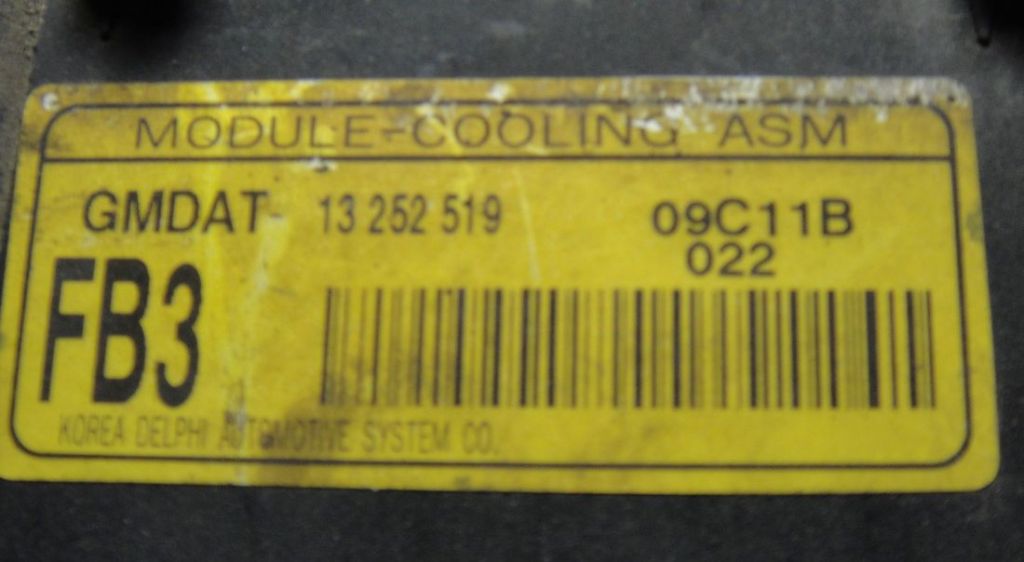 MODULE-COOLING ASM
GMDAT 13 252 519 09C11B
022
FB3
KOREA DELPHI AUTOMOTIVE SYSTEM CO.